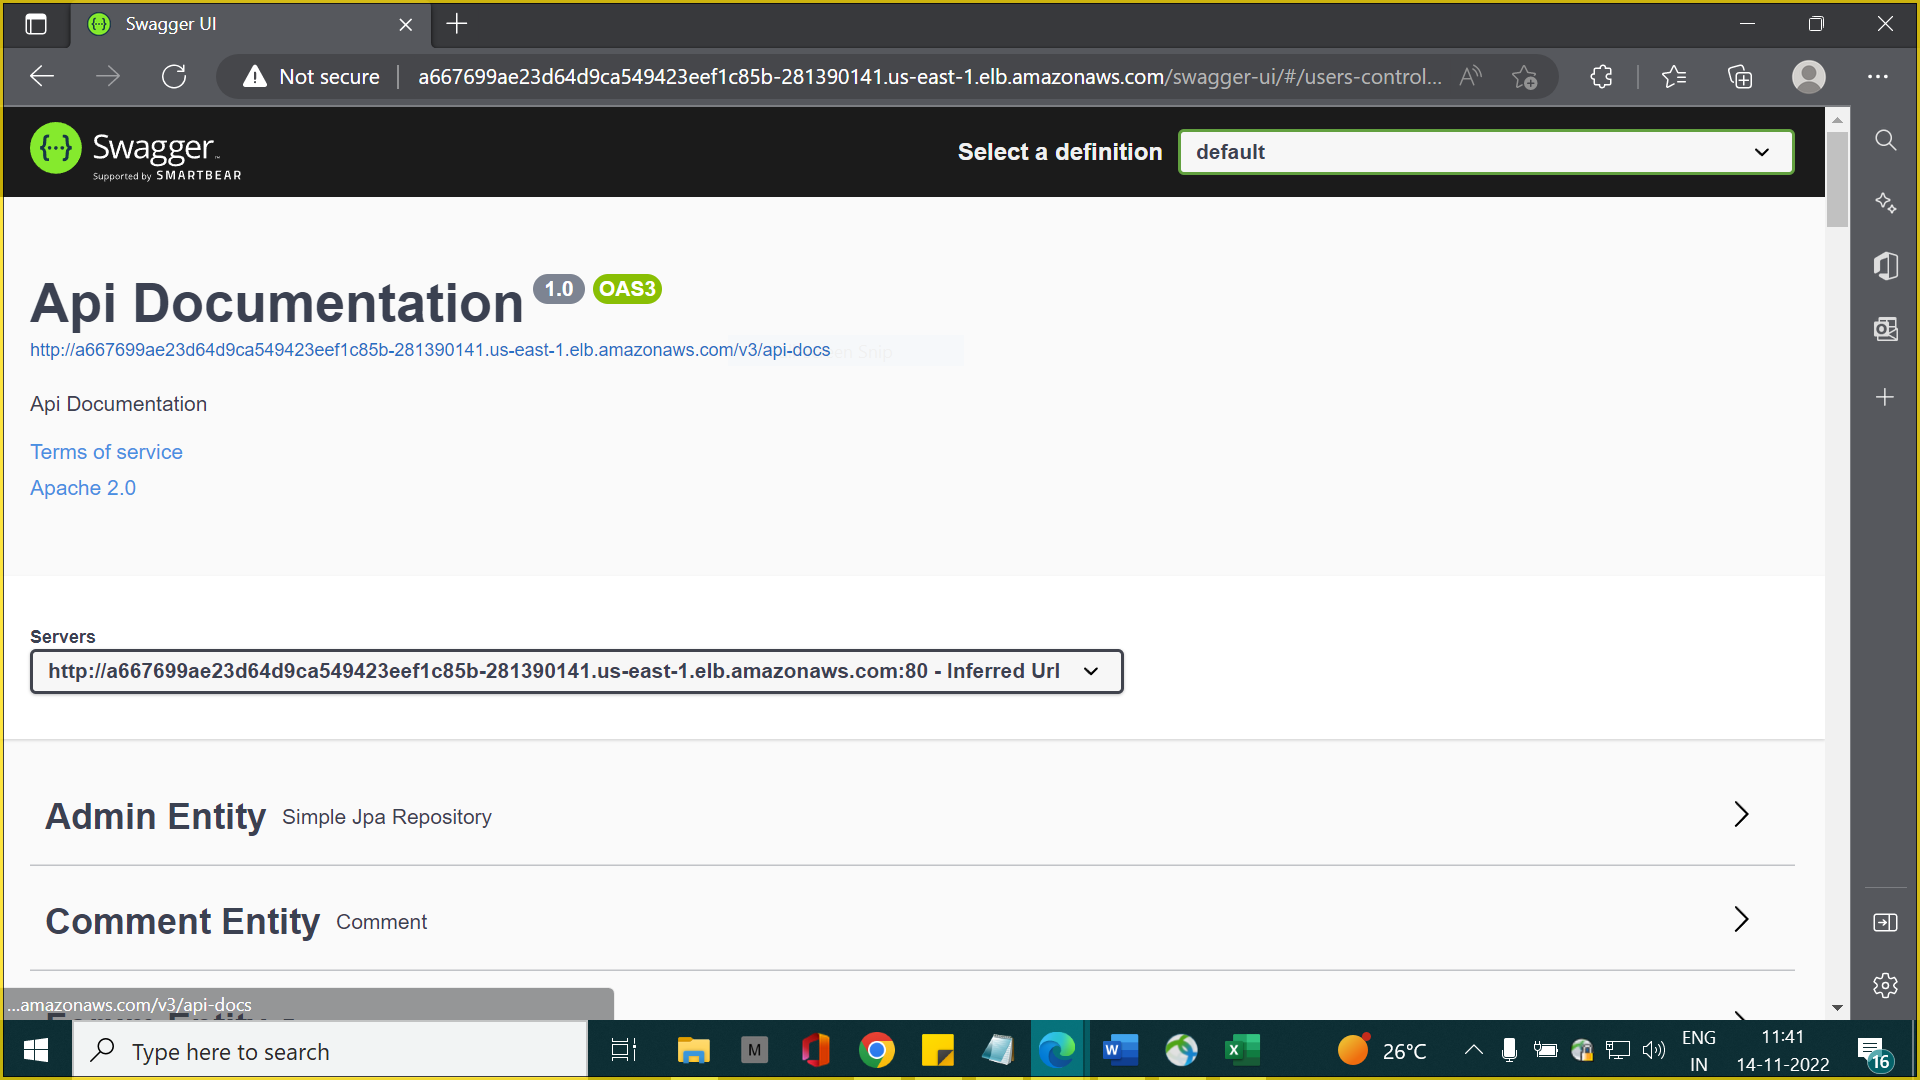 Swagger UI
Not secure
a667699ae23d64d9ca549423eef1c85b-281390141.us-east-1.elb.amazonaws.com/swagger-ui/#/users-control...
Swagger
Supported by SMARTBEAR
Select a definition
default
Api Documentation 1.0 OAS3
http://a667699ae23d64d9ca549423eef1c85b-281390141.us-east-1.elb.amazonaws.com/v3/api-docs
Snip
Api Documentation
Terms of service
Apache 2.0
Servers
http://a667699ae23d64d9ca549423eef1c85b-281390141.us-east-1.elb.amazonaws.com:80 - Inferred Url
Admin Entity Simple Jpa Repository
Comment Entity Comment
...amazonaws.com/v3/api-docs
Type here to search
M
26°C
ENG
IN
11:41
14-11-2022
16